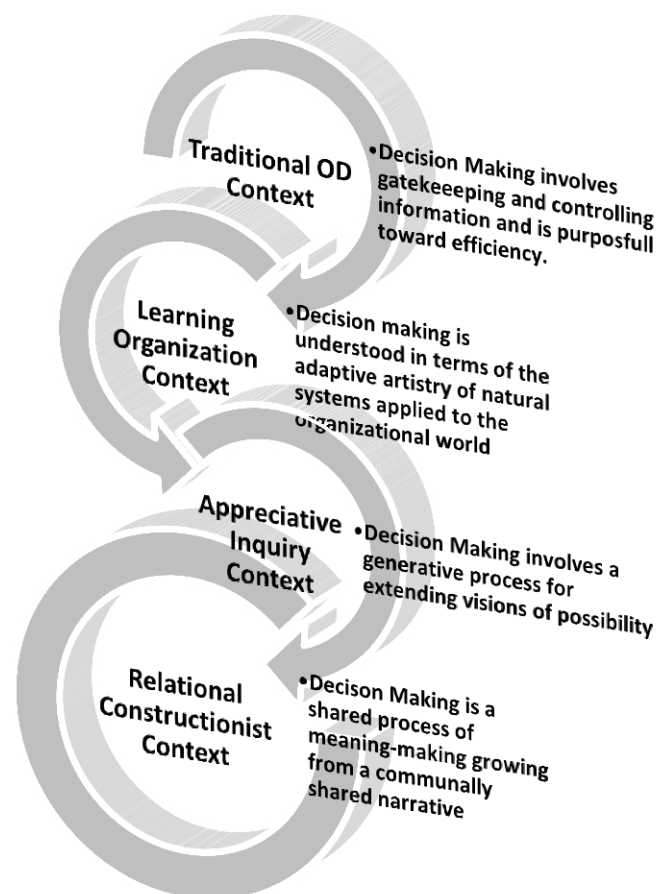 Traditional OD
Context
•Decision Making involves
gatekeeeping and controlling
information and is purposfull
toward efficiency.
Learning
Organization
Context
•Decision making is
understood in terms of the
adaptive artistry of natural
systems applied to the
organizational world
Appreciative
Inquiry
Context
•Decision Making involves a
generative process for
extending visions of possibility
Relational
Constructionist
Context
•Decison Making is a
shared process of
meaning-making growing
from a communally
shared narrative